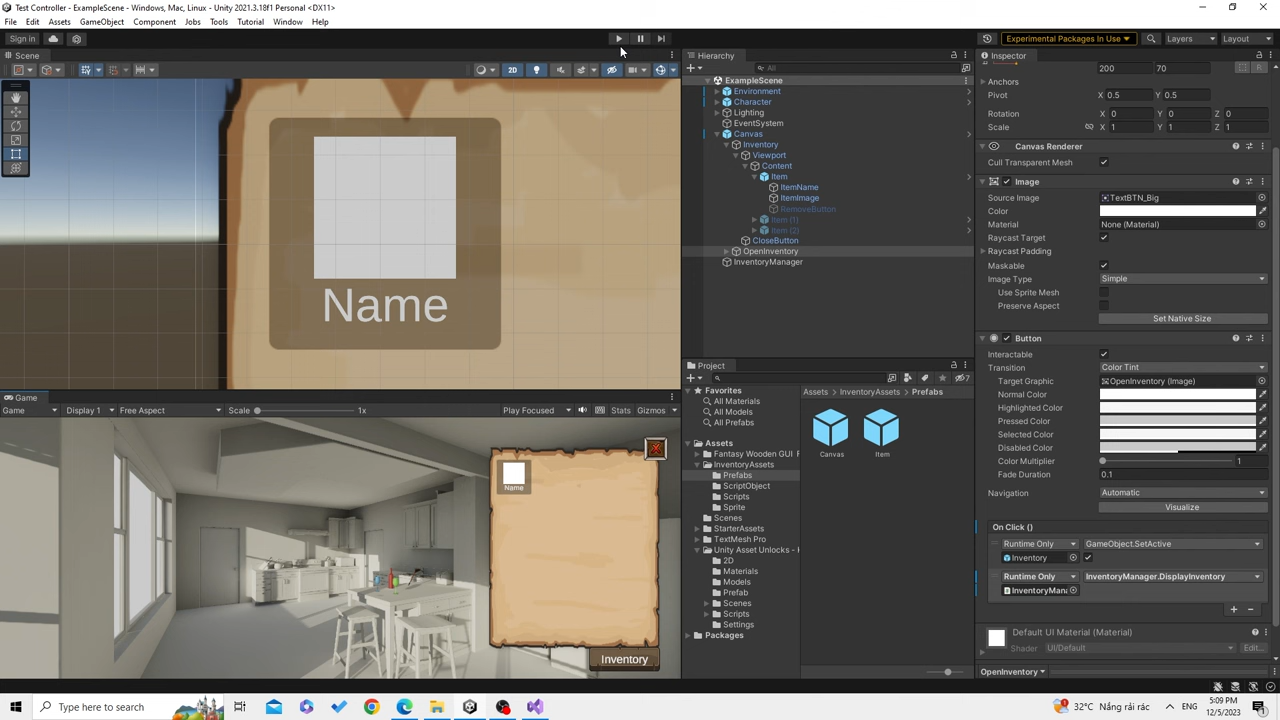 Test Controller - ExampleScene - Windows, Mac, Linux - Unity 2021.3.18f1 Personal <DX11>
File Edit Assets GameObject Component Jobs Tools Tutorial Window Help
Sign in
Experimental Packages In Use
Layers
Layout
Scene
2D
Name
Hierarchy
All
ExampleScene
Environment
Character
Lighting
EventSystem
Canvas
Inventory
Viewport
Content
Item
ItemName
ItemImage
RemoveButton
Item (1)
Item (2)
CloseButton
OpenInventory
InventoryManager
Game
Game
Display 1
Free Aspect
Scale
1x
Play Focused
Stats
Gizmos
Name
Inventory
Project
7
Favorites
All Materials
All Models
All Prefabs
Assets
Fantasy Wooden GUI F
InventoryAssets
Prefabs
ScriptObject
Scripts
Sprite
Scenes
StarterAssets
TextMesh Pro
Unity Asset Unlocks -
2D
Materials
Models
Prefab
Scenes
Scripts
Settings
Packages
Assets > InventoryAssets > Prefabs
Canvas
Item
Inspector
200 70
R
Anchors
Pivot X 0.5 Y 0.5
Rotation X 0 Y 0 Z 0
Scale X 1 Y 1 Z 1
Canvas Renderer
Cull Transparent Mesh
Image
Source Image TextBTN_Big
Color
Material None (Material)
Raycast Target
Raycast Padding
Maskable
Image Type Simple
Use Sprite Mesh
Preserve Aspect
Set Native Size
Button
Interactable
Transition Color Tint
Target Graphic OpenInventory (Image)
Normal Color
Highlighted Color
Pressed Color
Selected Color
Disabled Color
Color Multiplier 1
Fade Duration 0.1
Navigation Automatic
Visualize
On Click ()
Runtime Only GameObject.SetActive
Inventory
Runtime Only InventoryManager.DisplayInventory
InventoryMana
+ −
Default UI Material (Material)
Shader UI/Default Edit...
OpenInventory
Type here to search
32°C Nắng rải rác
ENG
5:09 PM
12/5/2023
1